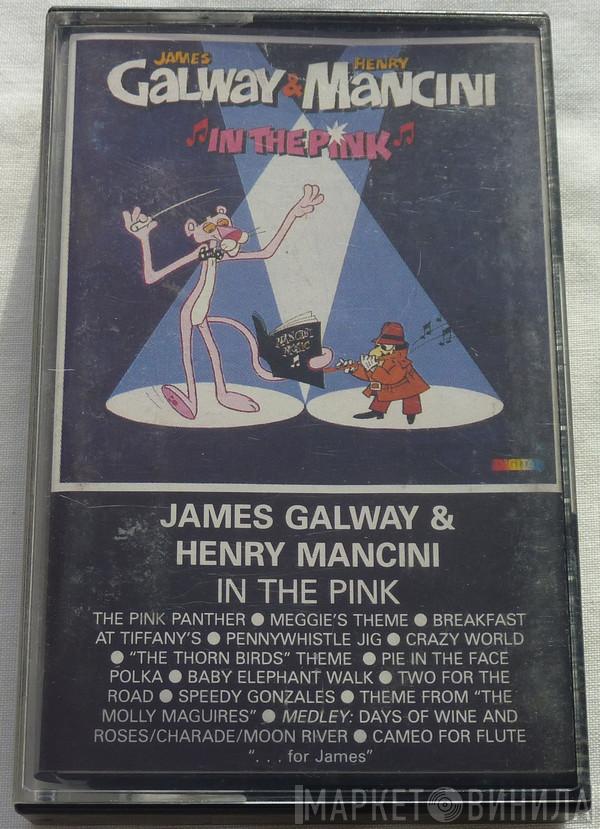 JAMES HENRY
GALWAY & MANCINI
IN THE PINK
MANCINI
MAGIC
JAMES GALWAY &
HENRY MANCINI
IN THE PINK
THE PINK PANTHER ● MEGGIE'S THEME ● BREAKFAST
AT TIFFANY'S ● PENNYWHISTLE JIG ● CRAZY WORLD
● "THE THORN BIRDS" THEME ● PIE IN THE FACE
POLKA ● BABY ELEPHANT WALK ● TWO FOR THE
ROAD ● SPEEDY GONZALES ● THEME FROM "THE
MOLLY MAGUIRES" ● MEDLEY: DAYS OF WINE AND
ROSES/CHARADE/MOON RIVER ● CAMEO FOR FLUTE
". . . for James"
МАРКЕТ ВИНИЛА